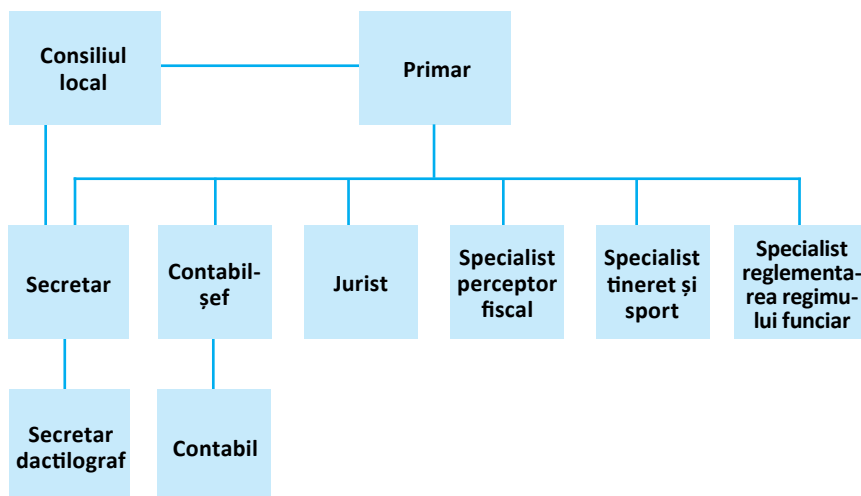 Consiliul
local
Primar
Secretar
Contabil-
șef
Jurist
Specialist
perceptor
fiscal
Specialist
tineret și
sport
Specialist
reglementa-
rea regimu-
lui funciar
Secretar
dactilograf
Contabil